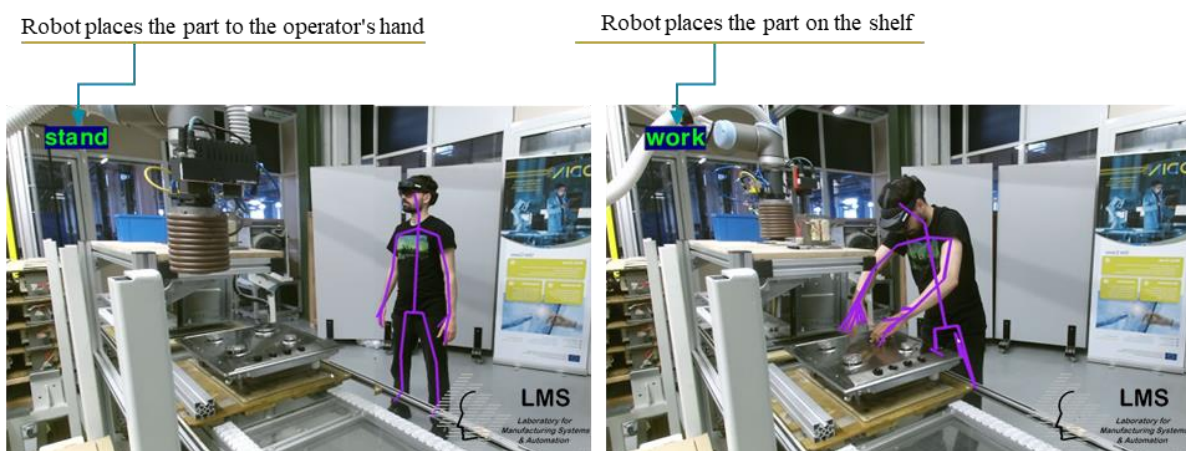 Robot places the part to the operator's hand
Robot places the part on the shelf
stand
work
LMS
Laboratory for
Manufacturing Systems
& Automation
LMS
Laboratory for
Manufacturing Systems
& Automation